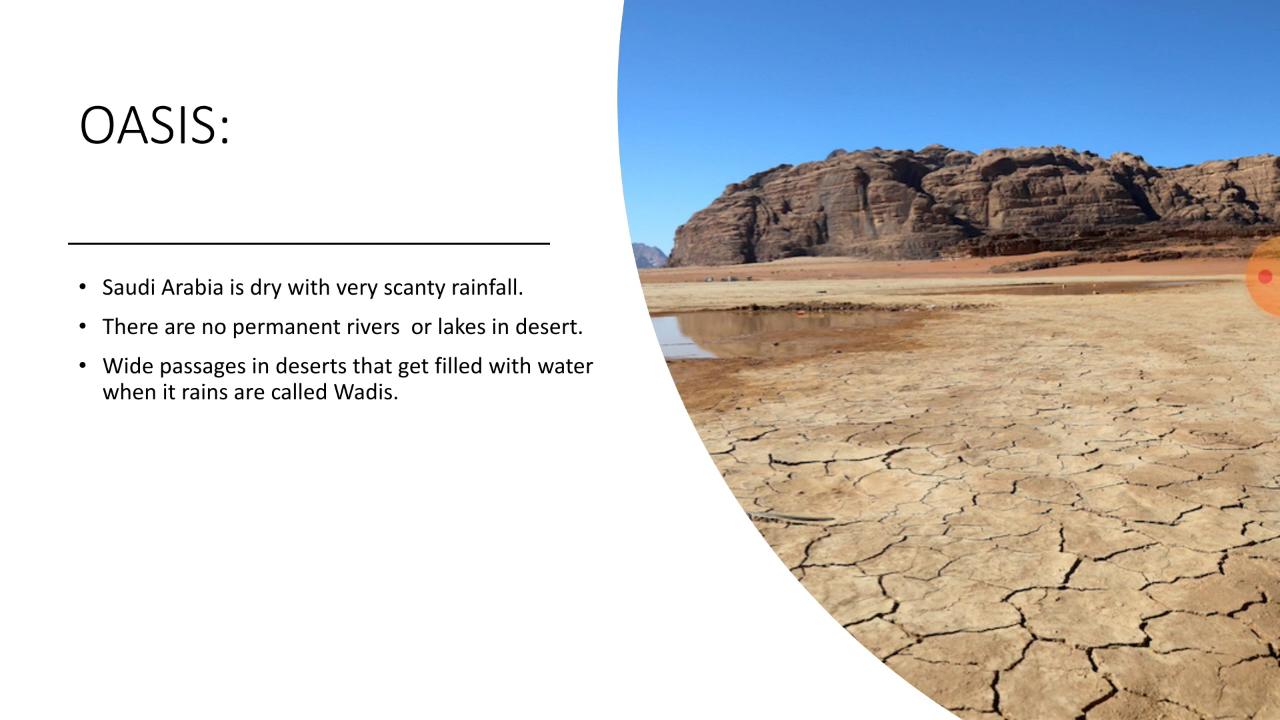 OASIS:
• Saudi Arabia is dry with very scanty rainfall.
• There are no permanent rivers  or lakes in desert.
• Wide passages in deserts that get filled with water
when it rains are called Wadis.